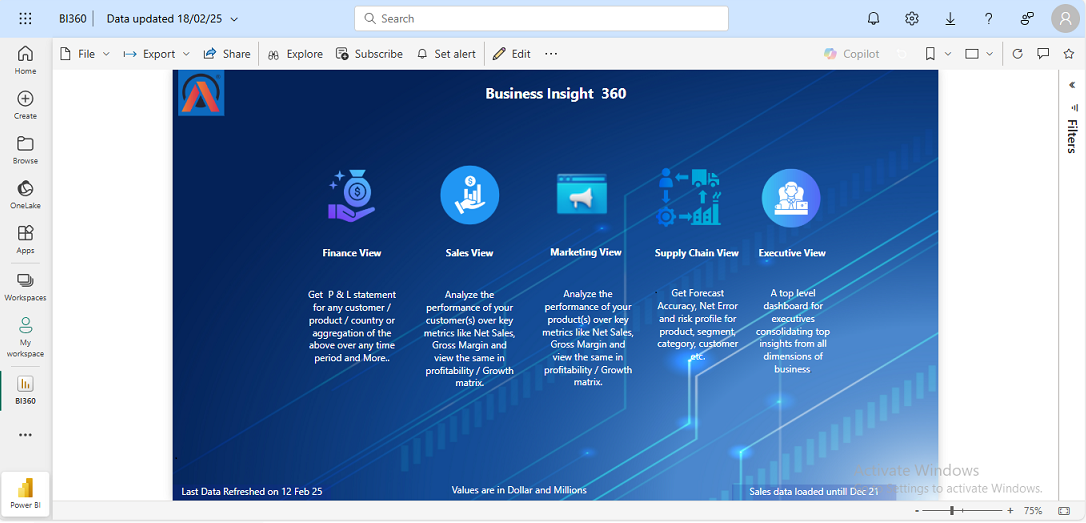 BI360 Data updated 18/02/25
Search
File Export Share Explore Subscribe Set alert Edit Copilot
Home
Create
Browse
OneLake
Apps
Workspaces
My
workspace
BI360
Power BI
Filters
Business Insight 360
Finance View
Get P & L statement
for any customer /
product / country or
aggregation of the
above over any time
period and More..
Sales View
Analyze the
performance of your
customer(s) over key
metrics like Net Sales,
Gross Margin and
view the same in
profitability / Growth
matrix.
Marketing View
Analyze the
performance of your
product(s) over key
metrics like Net Sales,
Gross Margin and
view the same in
profitability / Growth
matrix.
Supply Chain View
Get Forecast
Accuracy, Net Error
and risk profile for
product, segment,
category, customer
etc.
Executive View
A top level
dashboard for
executives
consolidating top
insights from all
dimensions of
business
Last Data Refreshed on 12 Feb 25
Values are in Dollar and Millions
Sales data loaded untill Dec 21
Activate Windows
Settings to activate Windows.
75%